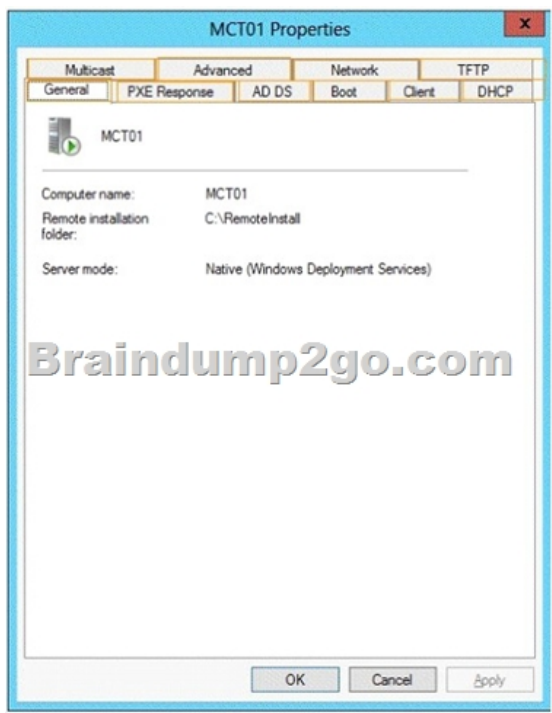 MCT01 Properties
x
Multicast Advanced Network TFTP
General PXE Response AD DS Boot Client DHCP
MCT01
Computer name: MCT01
Remote installation folder: C:\RemoteInstall
Server mode: Native (Windows Deployment Services)
Braindump2go.com
OK Cancel Apply